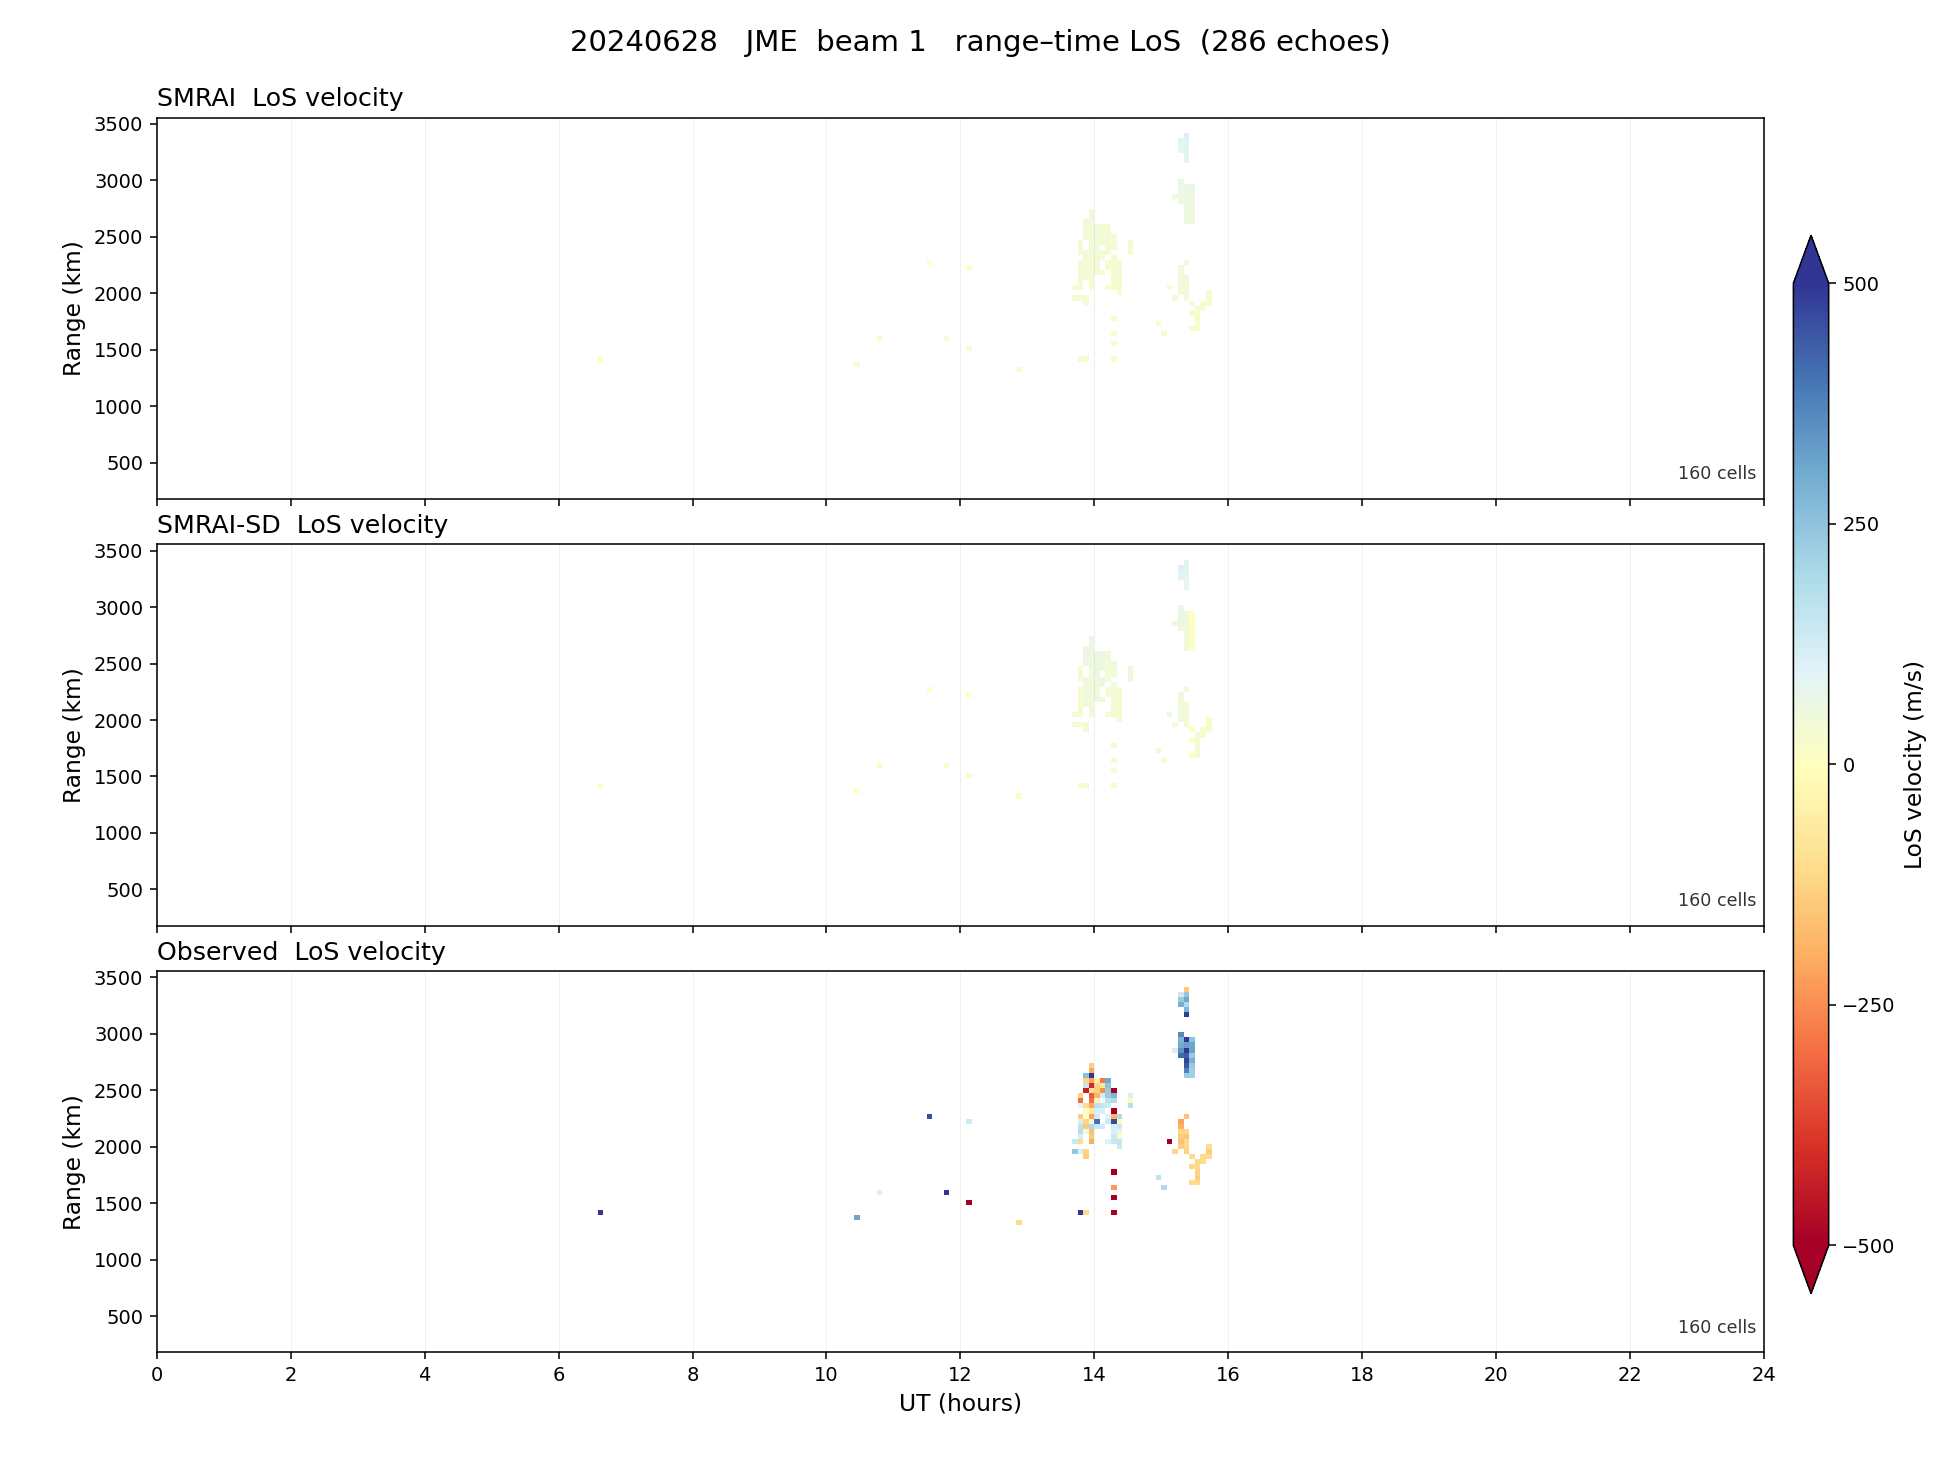 20240628   JME  beam 1   range–time LoS  (286 echoes)
SMRAI  LoS velocity
3500
3000
2500
2000
1500
1000
500
Range (km)
160 cells
SMRAI-SD  LoS velocity
3500
3000
2500
2000
1500
1000
500
Range (km)
160 cells
Observed  LoS velocity
3500
3000
2500
2000
1500
1000
500
Range (km)
160 cells
0 2 4 6 8 10 12 14 16 18 20 22 24
UT (hours)
500
250
0
−250
−500
LoS velocity (m/s)